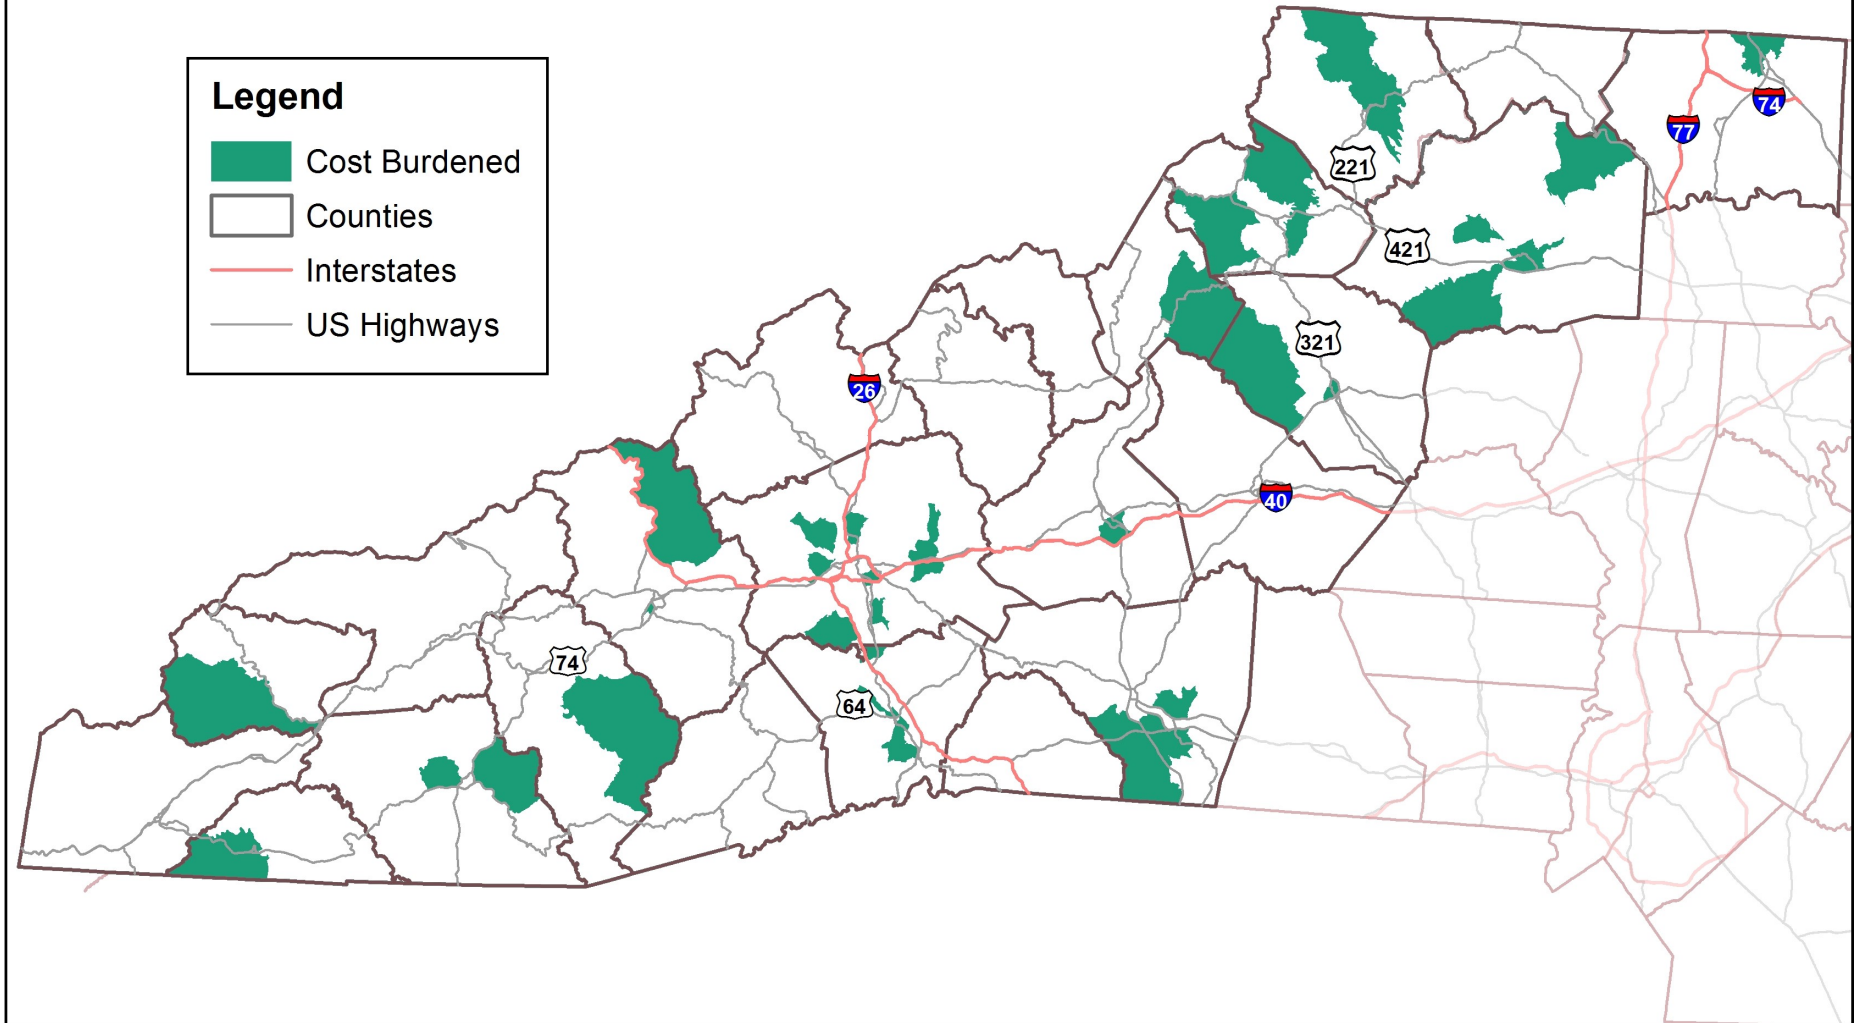 Legend
Cost Burdened
Counties
Interstates
US Highways
74
77
221
421
321
26
40
74
64